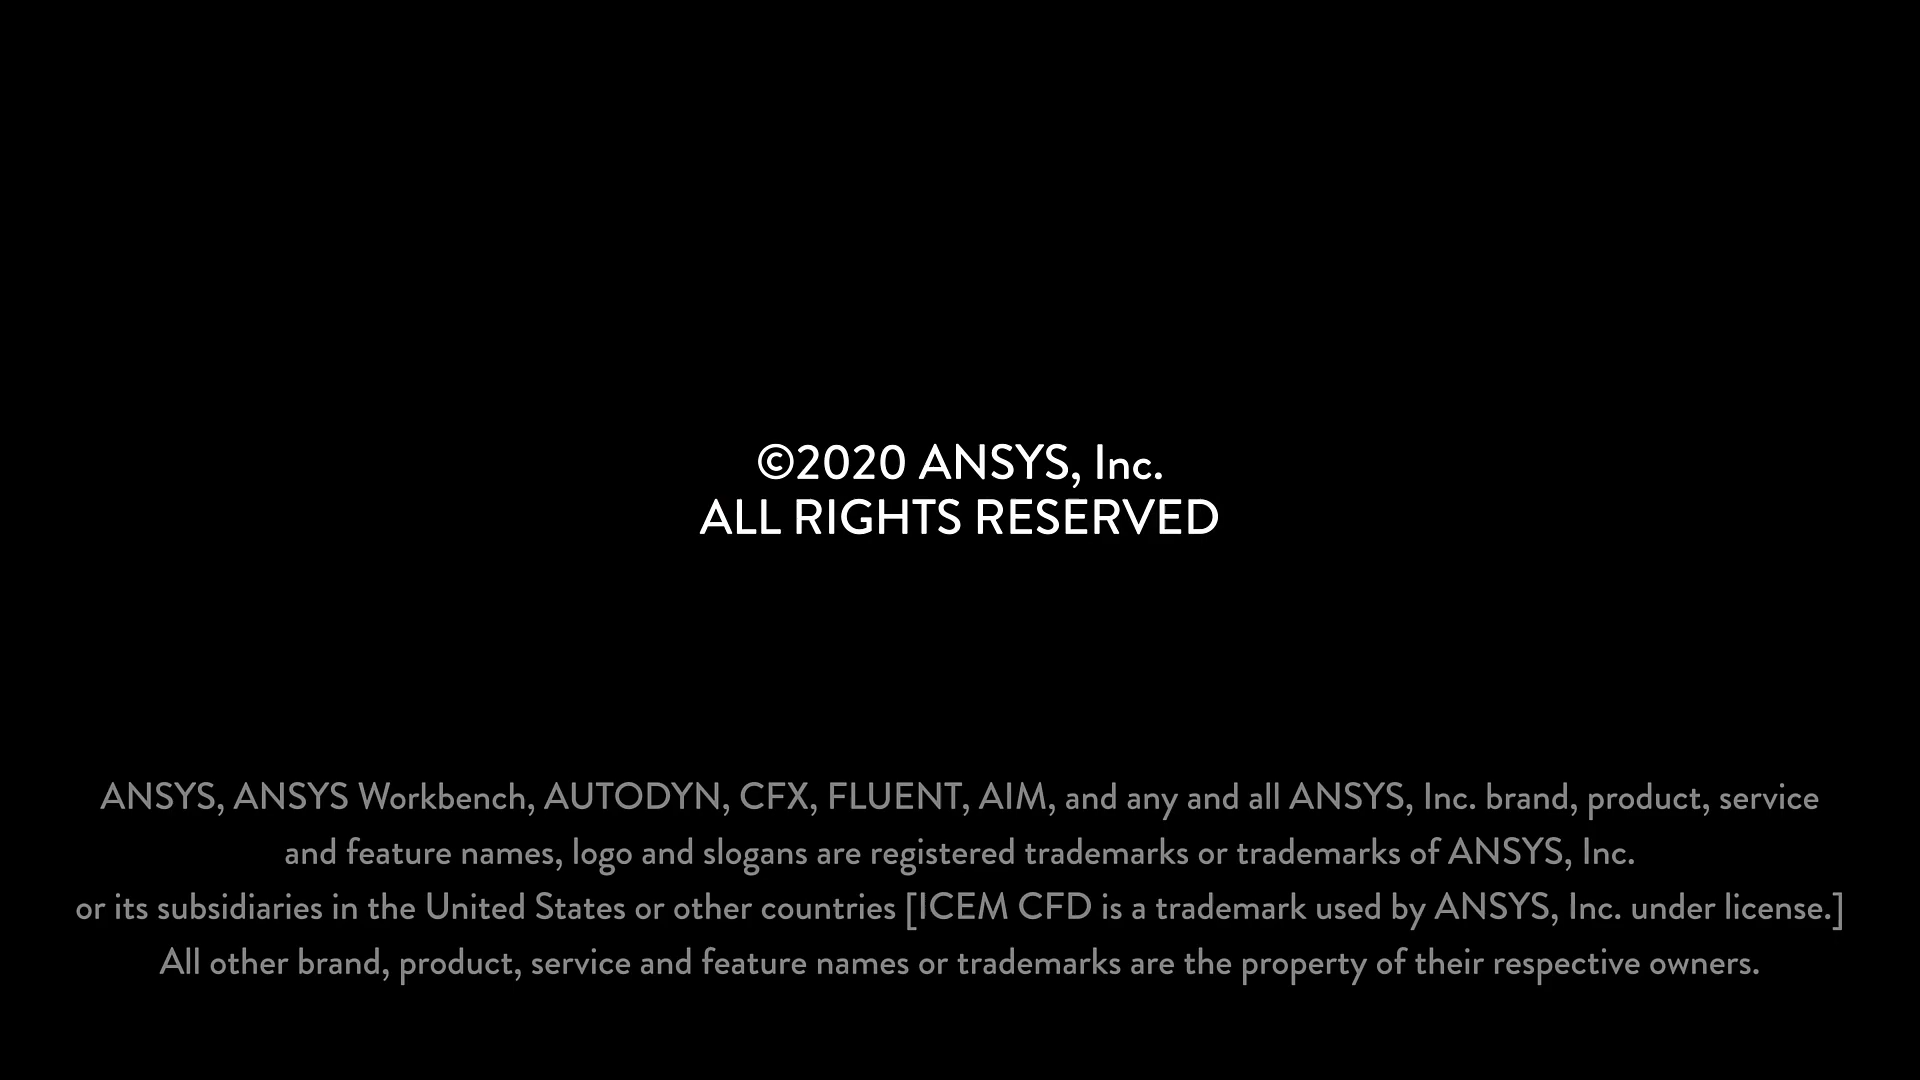 ©2020 ANSYS, Inc.
ALL RIGHTS RESERVED
ANSYS, ANSYS Workbench, AUTODYN, CFX, FLUENT, AIM, and any and all ANSYS, Inc. brand, product, service
and feature names, logo and slogans are registered trademarks or trademarks of ANSYS, Inc.
or its subsidiaries in the United States or other countries [ICEM CFD is a trademark used by ANSYS, Inc. under license.]
All other brand, product, service and feature names or trademarks are the property of their respective owners.